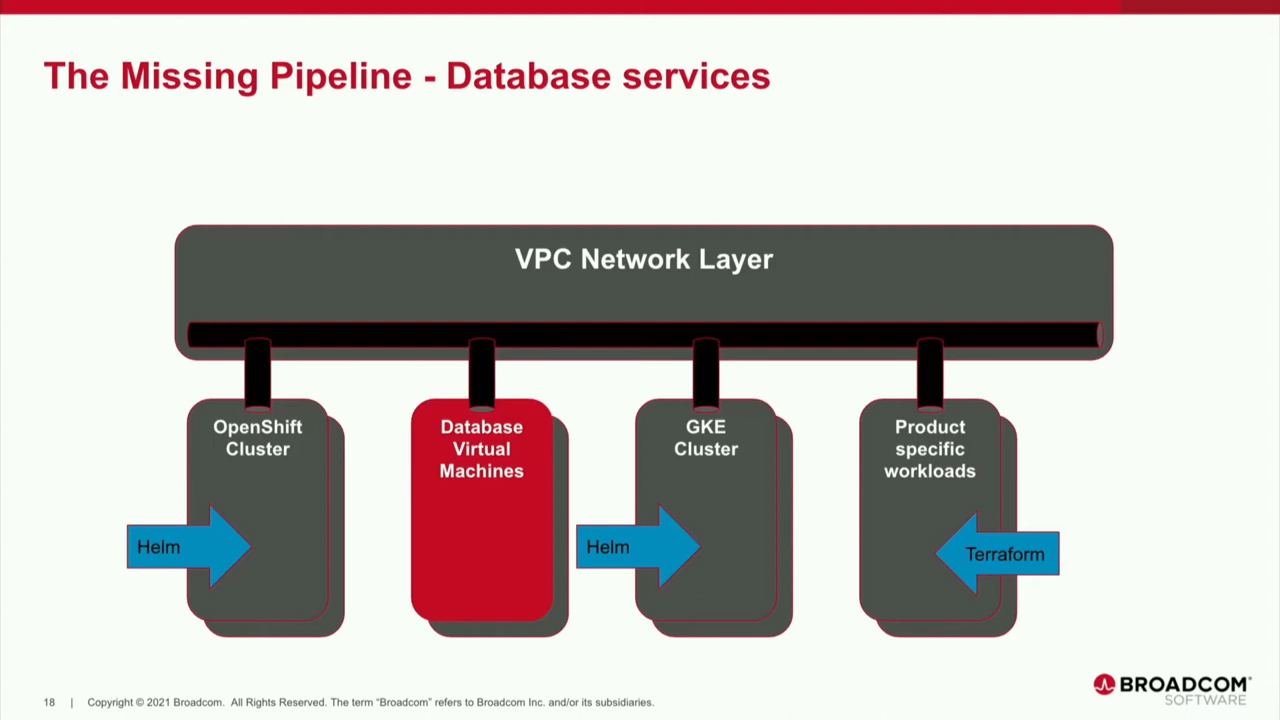 The Missing Pipeline - Database services
VPC Network Layer
OpenShift
Cluster
Database
Virtual
Machines
GKE
Cluster
Product
specific
workloads
Helm
Helm
Terraform
18 | Copyright © 2021 Broadcom. All Rights Reserved. The term “Broadcom” refers to Broadcom Inc. and/or its subsidiaries.
BROADCOM®
SOFTWARE